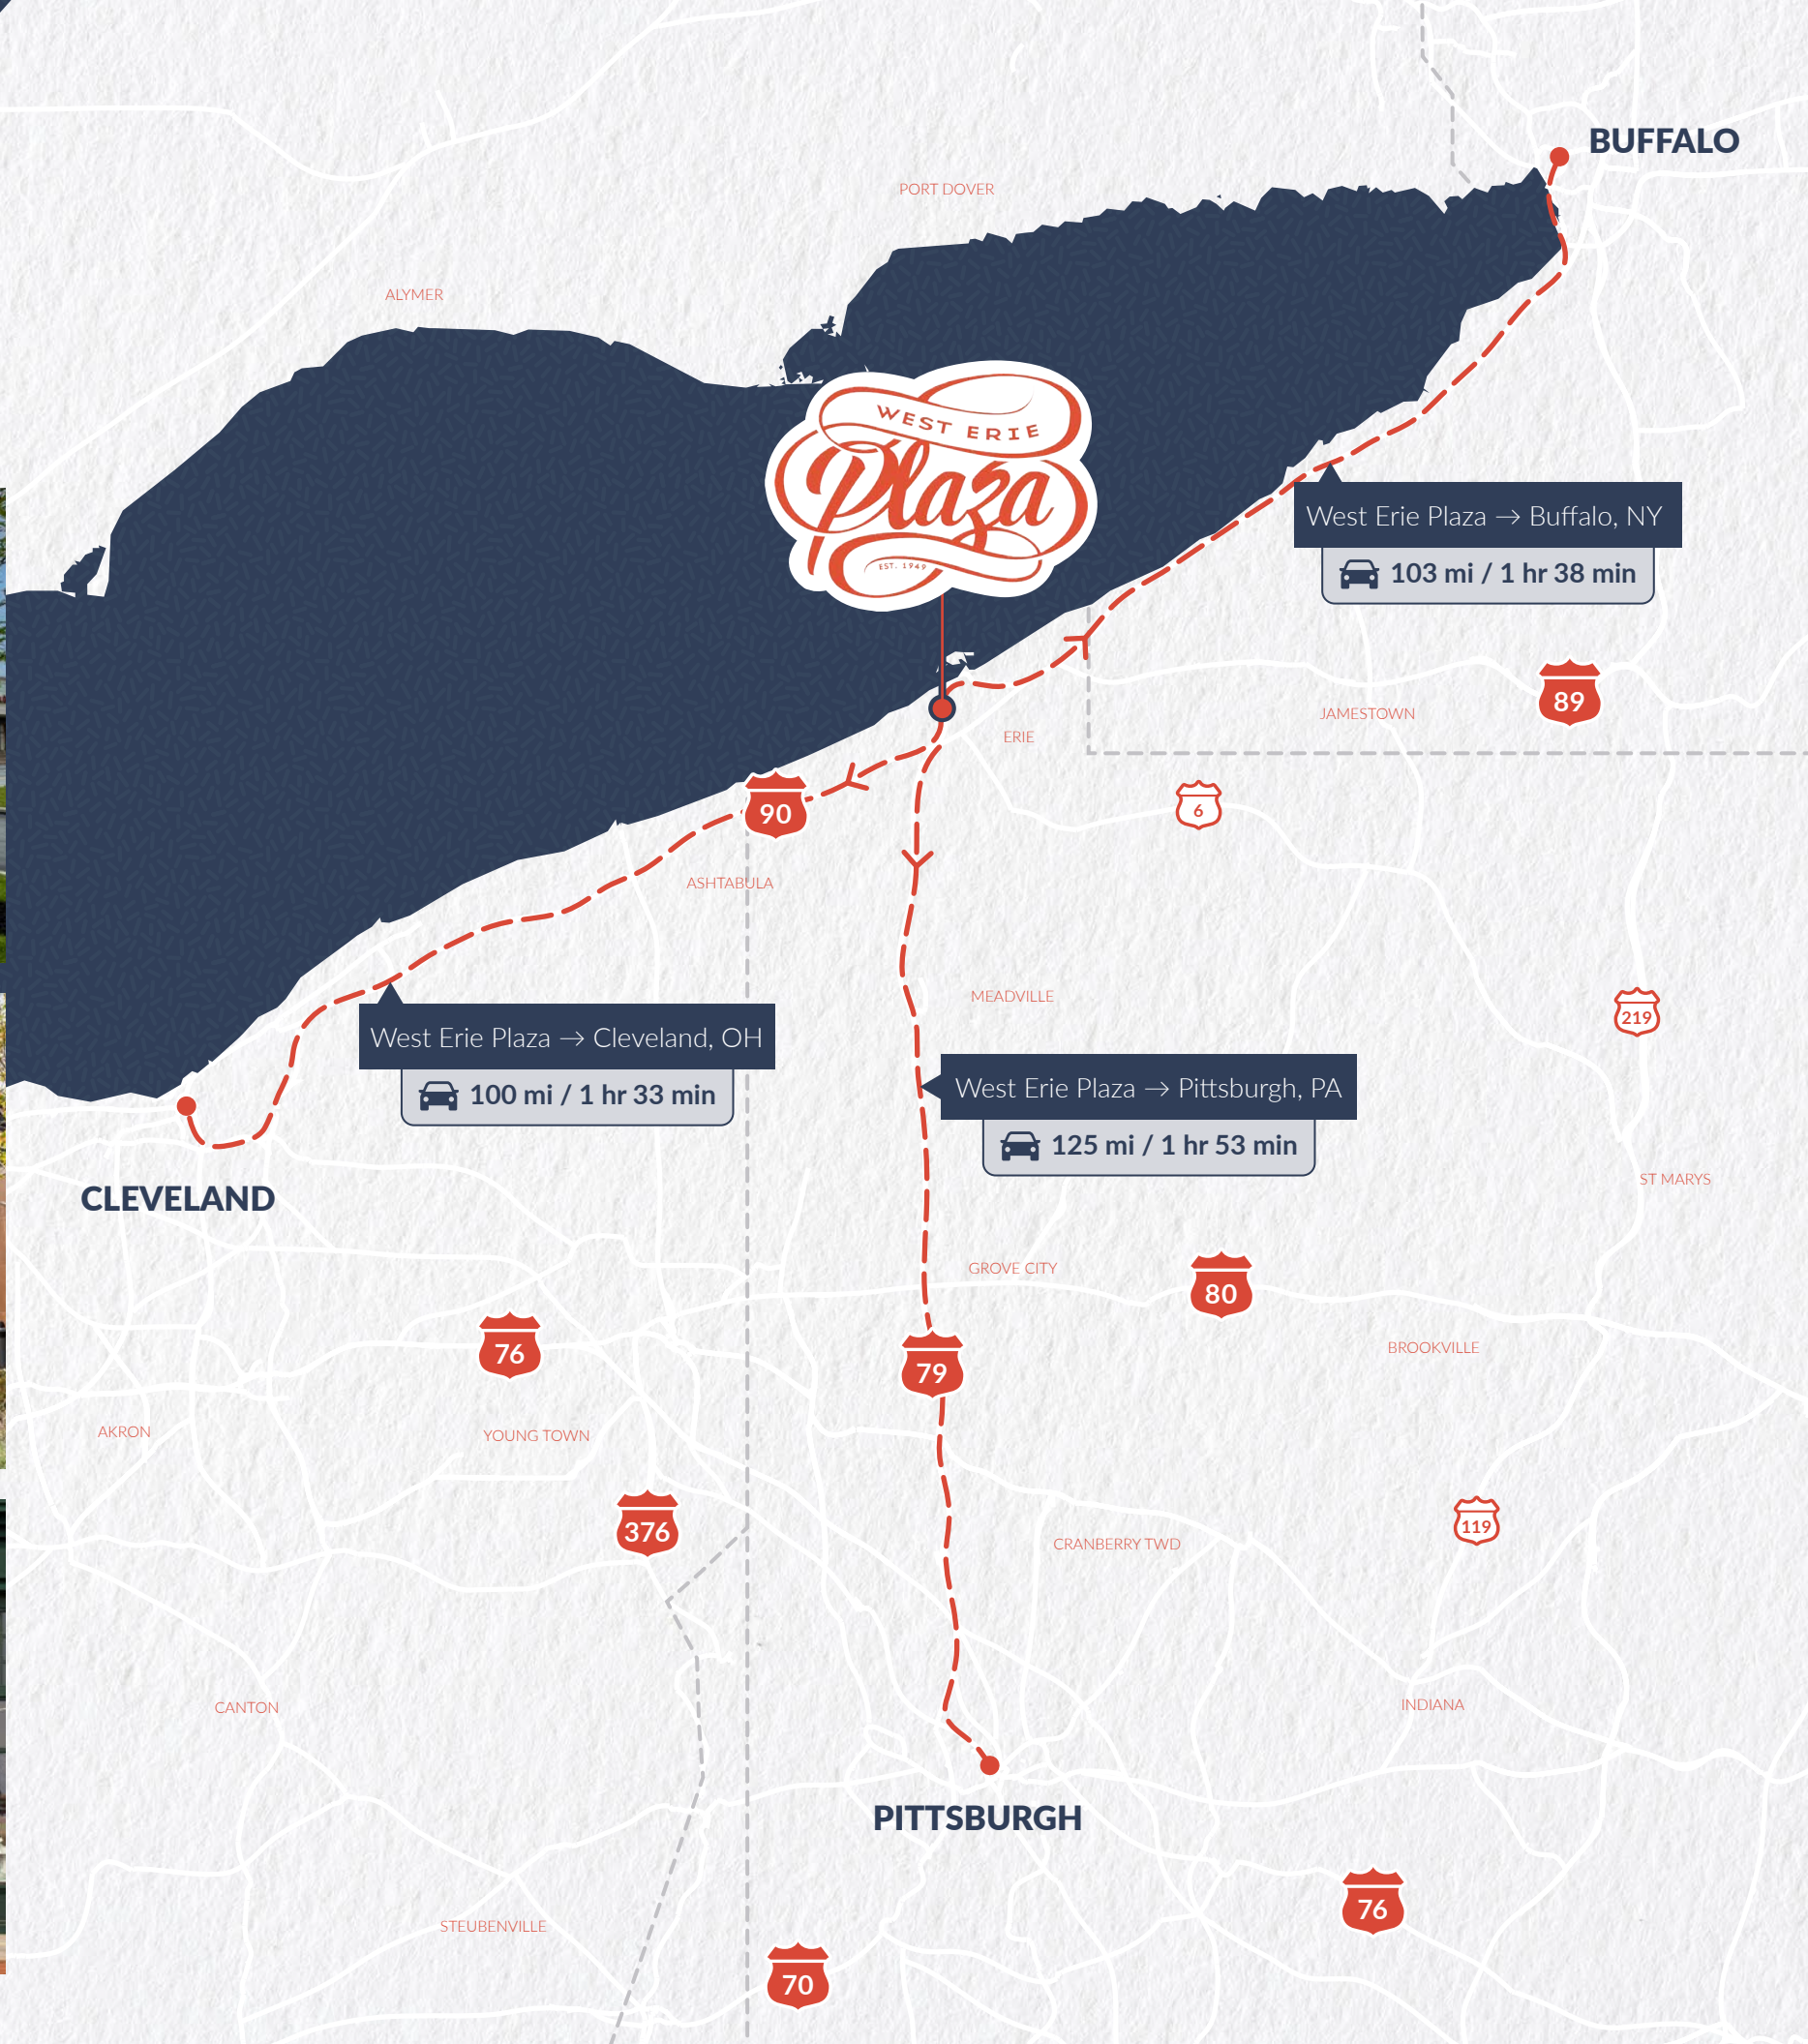 BUFFALO
PORT DOVER
ALYMER
WEST ERIE
Plaza
EST. 1949
West Erie Plaza → Buffalo, NY
103 mi / 1 hr 38 min
89
JAMESTOWN
ERIE
90
6
ASHTABULA
MEADVILLE
219
West Erie Plaza → Cleveland, OH
100 mi / 1 hr 33 min
West Erie Plaza → Pittsburgh, PA
125 mi / 1 hr 53 min
ST MARYS
CLEVELAND
GROVE CITY
80
76
79
BROOKVILLE
AKRON
YOUNG TOWN
376
119
CRANBERRY TWD
CANTON
INDIANA
PITTSBURGH
76
STEUBENVILLE
70